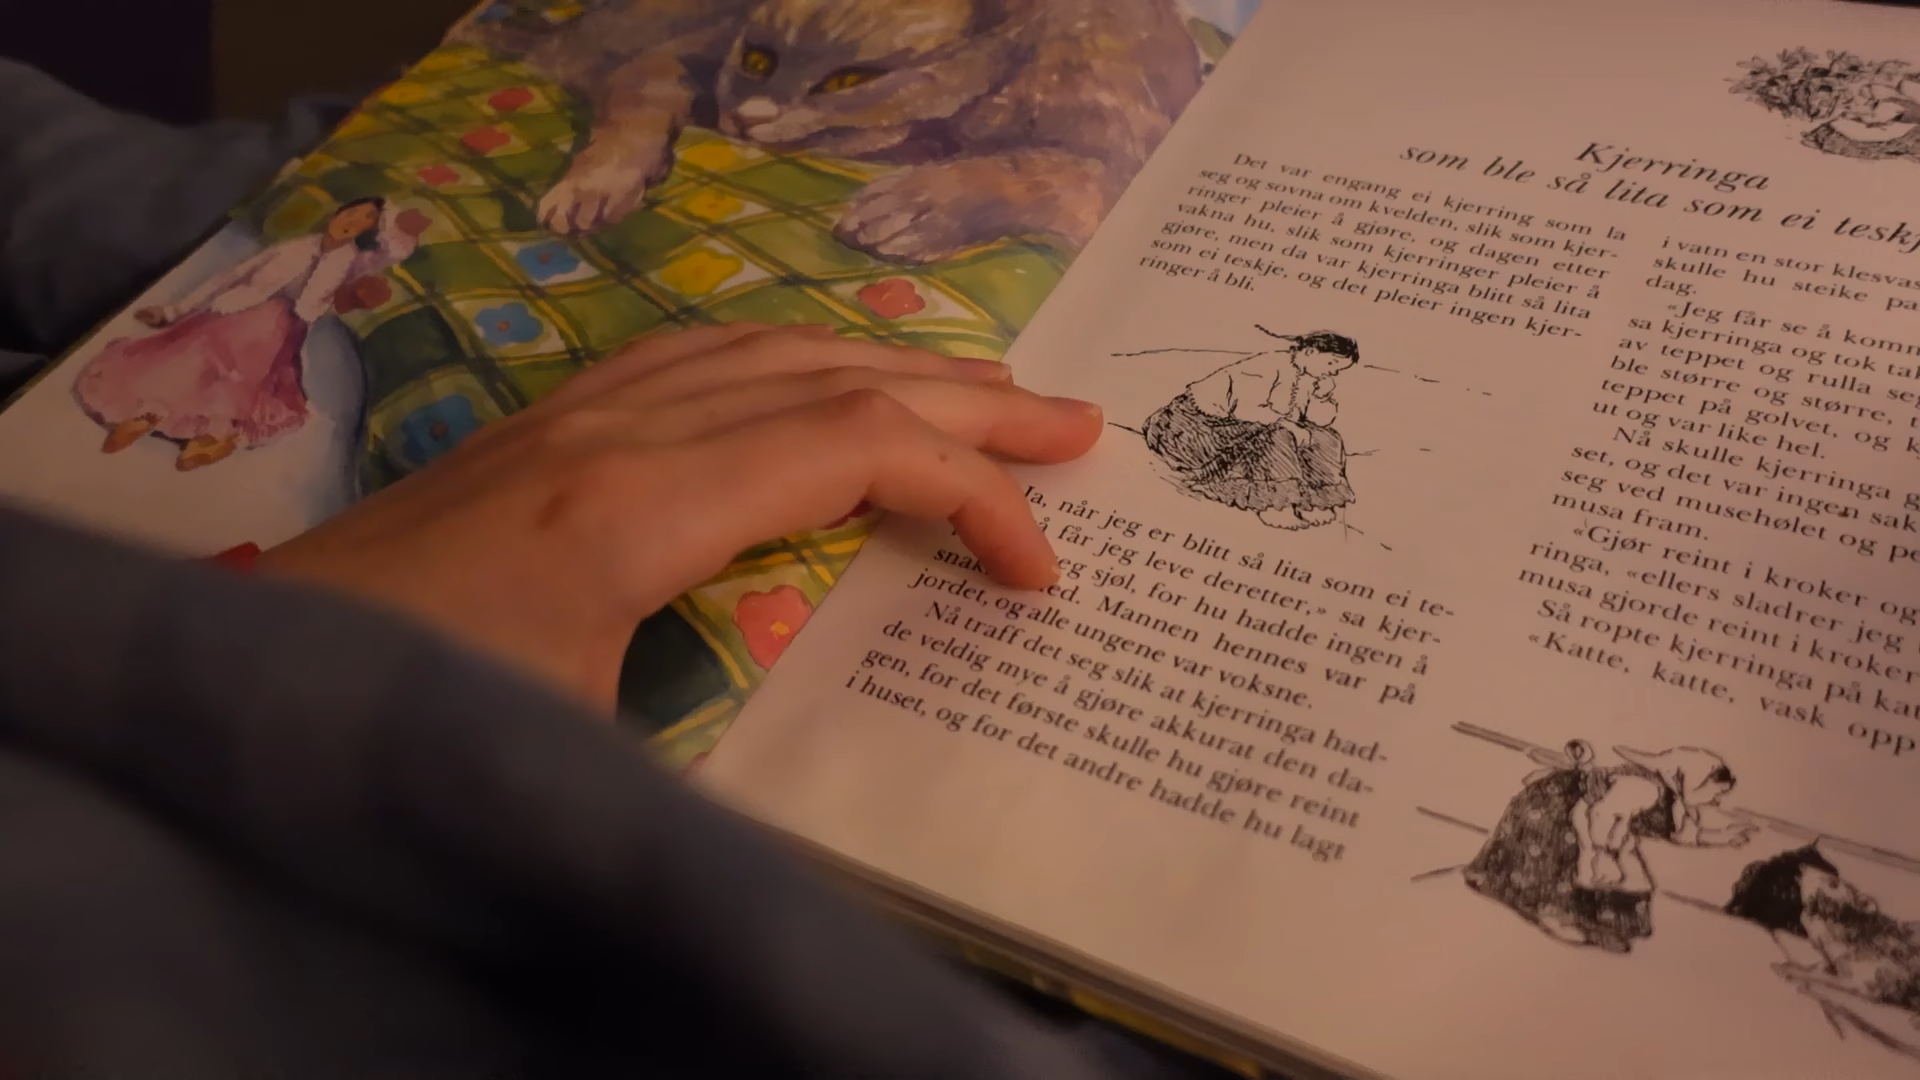 Kjerringa
som ble så lita som ei teskj
Det var engang ei kjerring som la
seg og sovna om kvelden, slik som kjer-
ringer pleier å gjøre, og dagen etter
vakna hu, slik som kjerringer pleier å
gjøre, men da var kjerringa blitt så lita
som ei teskje, og det pleier ingen kjer-
ringer å bli.
Ja, når jeg er blitt så lita som ei te-
å får jeg leve deretter,» sa kjer-
eg sjøl, for hu hadde ingen å
snak ed. Mannen hennes var på
jordet, og alle ungene var voksne.
Nå traff det seg slik at kjerringa had-
de veldig mye å gjøre akkurat den da-
gen, for det første skulle hu gjøre reint
i huset, og for det andre hadde hu lagt
i vatn en stor klesvas
skulle hu steike pa
dag.
«Jeg får se å komm
sa kjerringa og tok tak
av teppet og rulla seg
ble større og større, t
teppet på golvet, og k
ut og var like hel.
Nå skulle kjerringa g
set, og det var ingen sak
seg ved musehølet og pe
musa fram.
«Gjør reint i kroker og
ringa, «ellers sladrer jeg
musa gjorde reint i kroker
Så ropte kjerringa på kat
«Katte, katte, vask opp